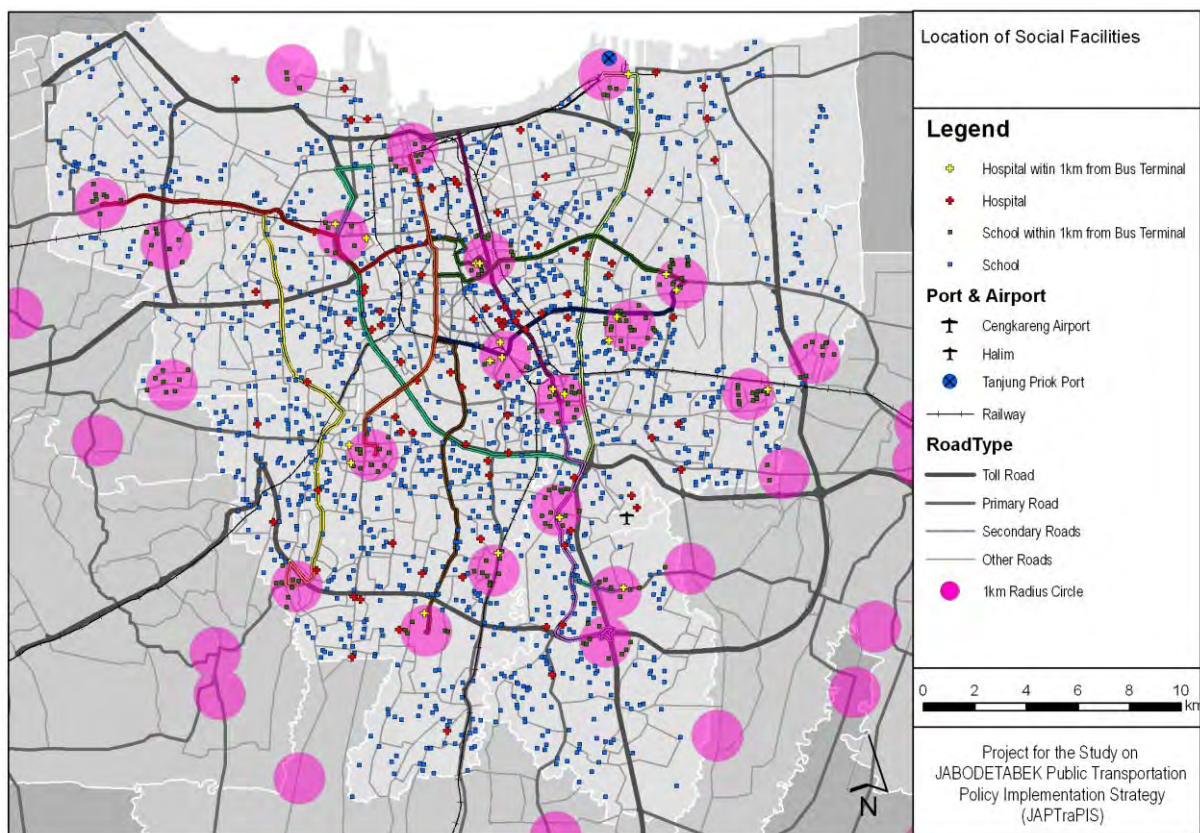 Location of Social Facilities
Legend
Hospital witin 1km from Bus Terminal
Hospital
School within 1km from Bus Terminal
School
Port & Airport
Cengkareng Airport
Halim
Tanjung Priok Port
Railway
RoadType
Toll Road
Primary Road
Secondary Roads
Other Roads
1km Radius Circle
0 2 4 6 8 10
km
Project for the Study on
JABODETABEK Public Transportation
Policy Implementation Strategy
(JAPTraPIS)
N